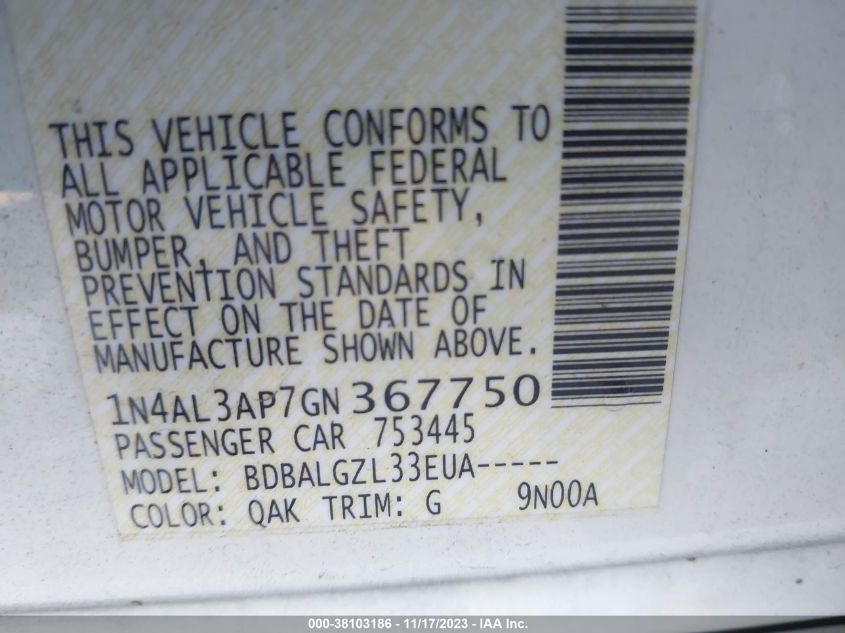 THIS VEHICLE CONFORMS TO
ALL APPLICABLE FEDERAL
MOTOR VEHICLE SAFETY,
BUMPER, AND THEFT
PREVENTION STANDARDS IN
EFFECT ON THE DATE OF
MANUFACTURE SHOWN ABOVE.
1N4AL3AP7GN367750
PASSENGER CAR 753445
MODEL: BDBALGZL33EUA-----
COLOR: QAK TRIM: G 9N00A
000-38103186 - 11/17/2023 - IAA Inc.